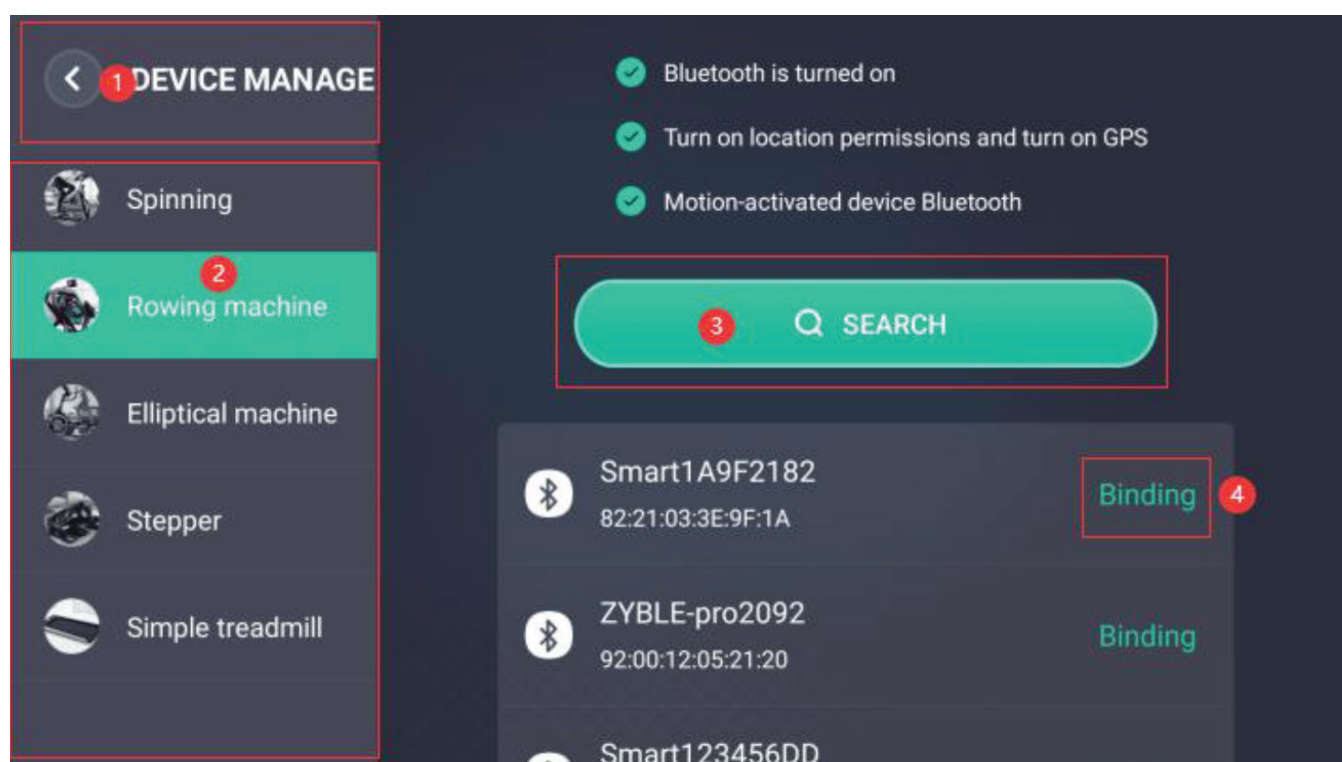 1 DEVICE MANAGE
Spinning
2
Rowing machine
Elliptical machine
Stepper
Simple treadmill
Bluetooth is turned on
Turn on location permissions and turn on GPS
Motion-activated device Bluetooth
3 SEARCH
Smart1A9F2182
82:21:03:3E:9F:1A
Binding 4
ZYBLE-pro2092
92:00:12:05:21:20
Binding
Smart123456DD